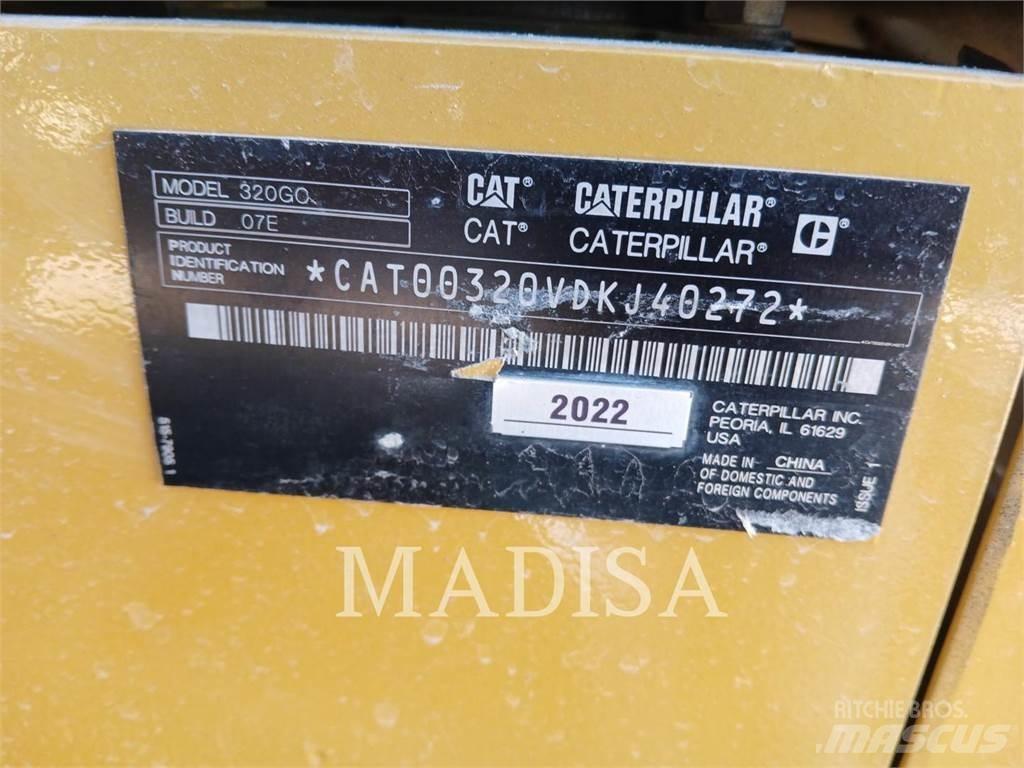 MODEL 320GC
BUILD 07E
PRODUCT
IDENTIFICATION
NUMBER
*CAT00320VDKJ40272*
CAT®
CAT®
CATERPILLAR®
CATERPILLAR®
C®
2022
CATERPILLAR INC.
PEORIA, IL 61629
USA
MADE IN CHINA
OF DOMESTIC AND
FOREIGN COMPONENTS
ISSUE 1
MADISA
RITCHIE BROS.
MASCUS